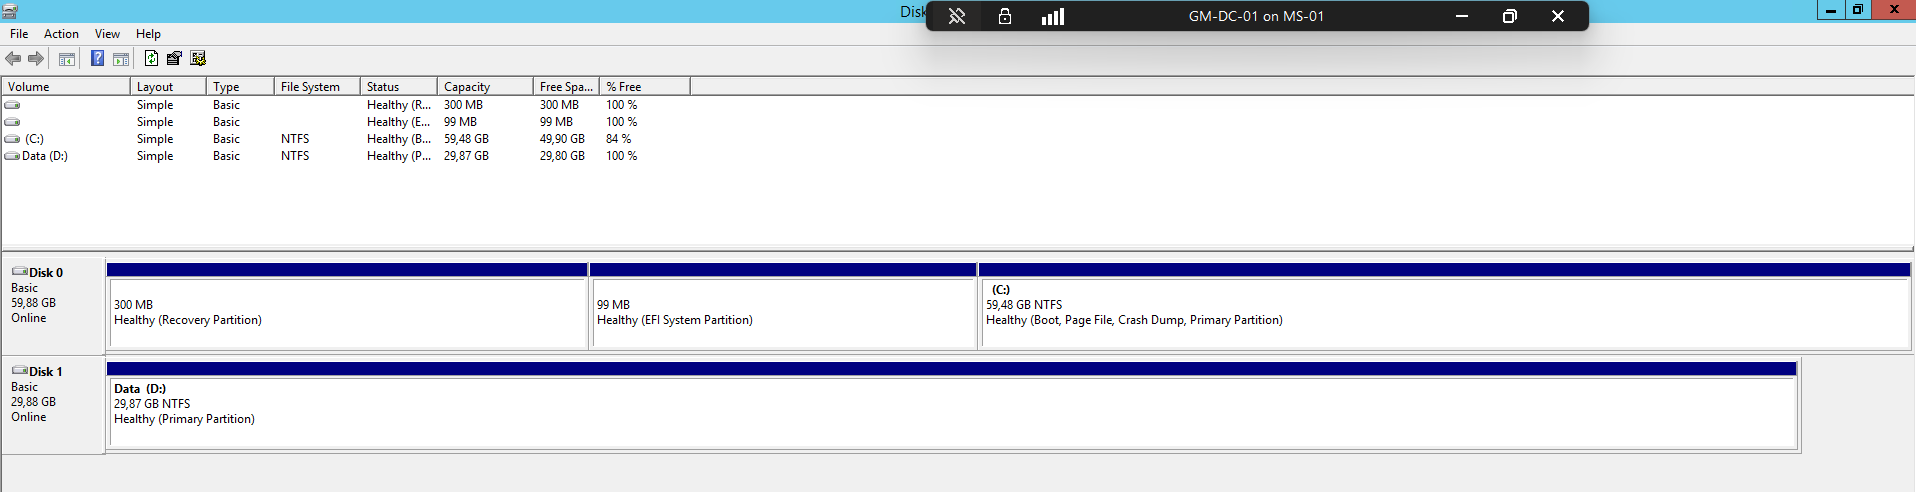 Disk
GM-DC-01 on MS-01
File Action View Help
Volume Layout Type File System Status Capacity Free Spa... % Free
Simple Basic Healthy (R... 300 MB 300 MB 100 %
Simple Basic Healthy (E... 99 MB 99 MB 100 %
(C:) Simple Basic NTFS Healthy (B... 59,48 GB 49,90 GB 84 %
Data (D:) Simple Basic NTFS Healthy (P... 29,87 GB 29,80 GB 100 %
Disk 0
Basic
59,88 GB
Online
300 MB
Healthy (Recovery Partition)
99 MB
Healthy (EFI System Partition)
(C:)
59,48 GB NTFS
Healthy (Boot, Page File, Crash Dump, Primary Partition)
Disk 1
Basic
29,88 GB
Online
Data (D:)
29,87 GB NTFS
Healthy (Primary Partition)